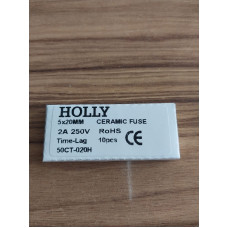 HOLLY
5x20MM CERAMIC FUSE
2A 250V RoHS
Time-Lag 10pcs CE
50CT-020H